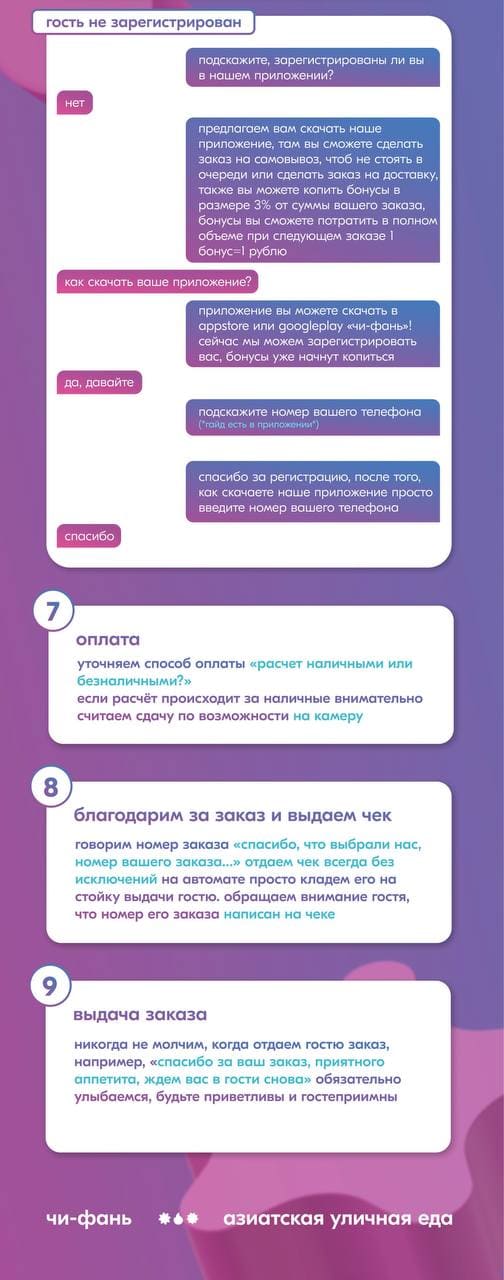 гость не зарегистрирован
подскажите, зарегистрированы ли вы
в нашем приложении?
нет
предлагаем вам скачать наше
приложение, там вы сможете сделать
заказ на самовывоз, чтоб не стоять в
очереди или сделать заказ на доставку,
также вы можете копить бонусы в
размере 3% от суммы вашего заказа,
бонусы вы сможете потратить в полном
объеме при следующем заказе 1
бонус=1 рублю
как скачать ваше приложение?
приложение вы можете скачать в
appstore или googleplay «чи-фань»!
сейчас мы можем зарегистрировать
вас, бонусы уже начнут копиться
да, давайте
подскажите номер вашего телефона
("гайд есть в приложении")
спасибо за регистрацию, после того,
как скачаете наше приложение просто
введите номер вашего телефона
спасибо
7
оплата
уточняем способ оплаты «расчет наличными или
безналичными?»
если расчёт происходит за наличные внимательно
считаем сдачу по возможности на камеру
8
благодарим за заказ и выдаем чек
говорим номер заказа «спасибо, что выбрали нас,
номер вашего заказа...» отдаем чек всегда без
исключений на автомате просто кладем его на
стойку выдачи гостю. обращаем внимание гостя,
что номер его заказа написан на чеке
9
выдача заказа
никогда не молчим, когда отдаем гостю заказ,
например, «спасибо за ваш заказ, приятного
аппетита, ждем вас в гости снова» обязательно
улыбаемся, будьте приветливы и гостеприимны
чи-фань азиатская уличная еда